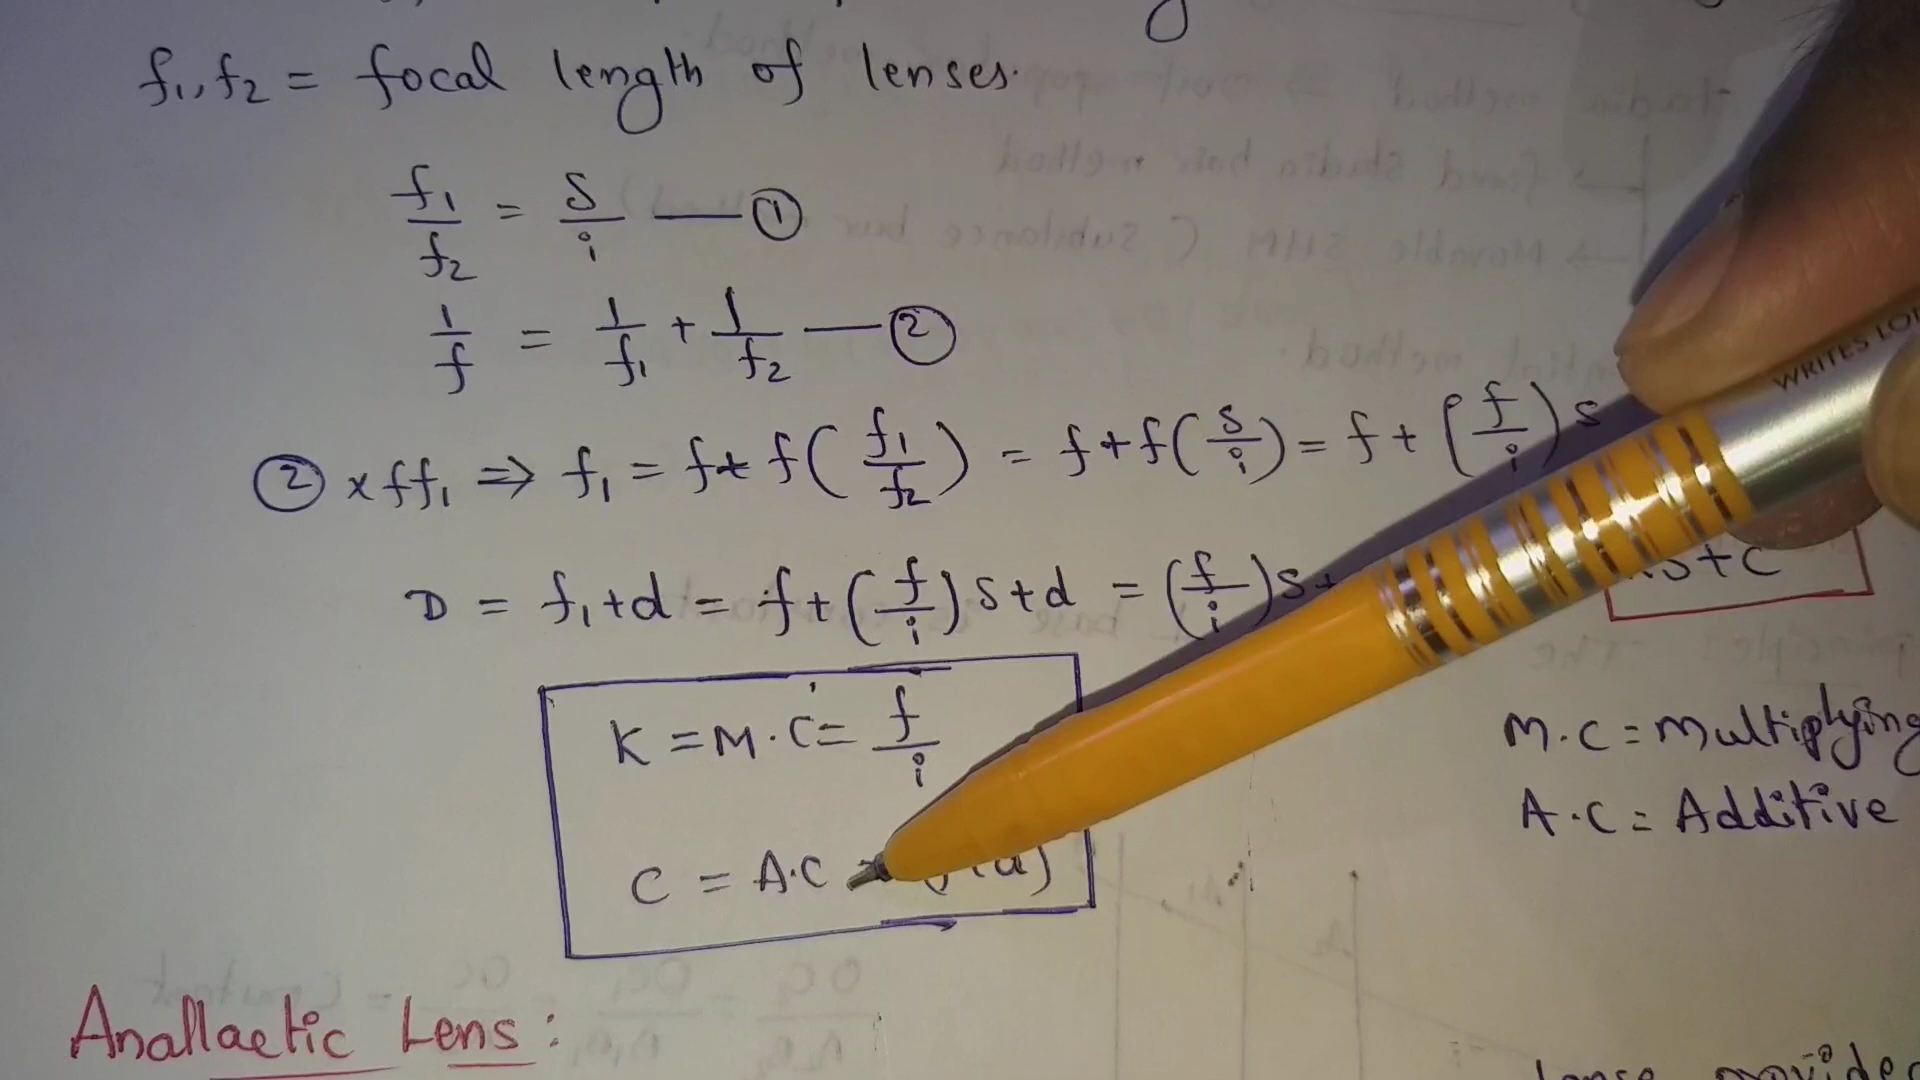 f₁, f₂ = focal length of lenses.
f₁/f₂ = S/i — ①
1/f = 1/f₁ + 1/f₂ — ②
② x ff₁ ⇒ f₁ = f + f(f₁/f₂) = f + f(s/i) = f + (f/i) s
D = f₁ + d = f + (f/i) s + d = (f/i) s +
s + c
K = M.C = f/i
M.C = Multiplying
A.C = Additive
C = A.C
Anallactic Lens:
WRITES